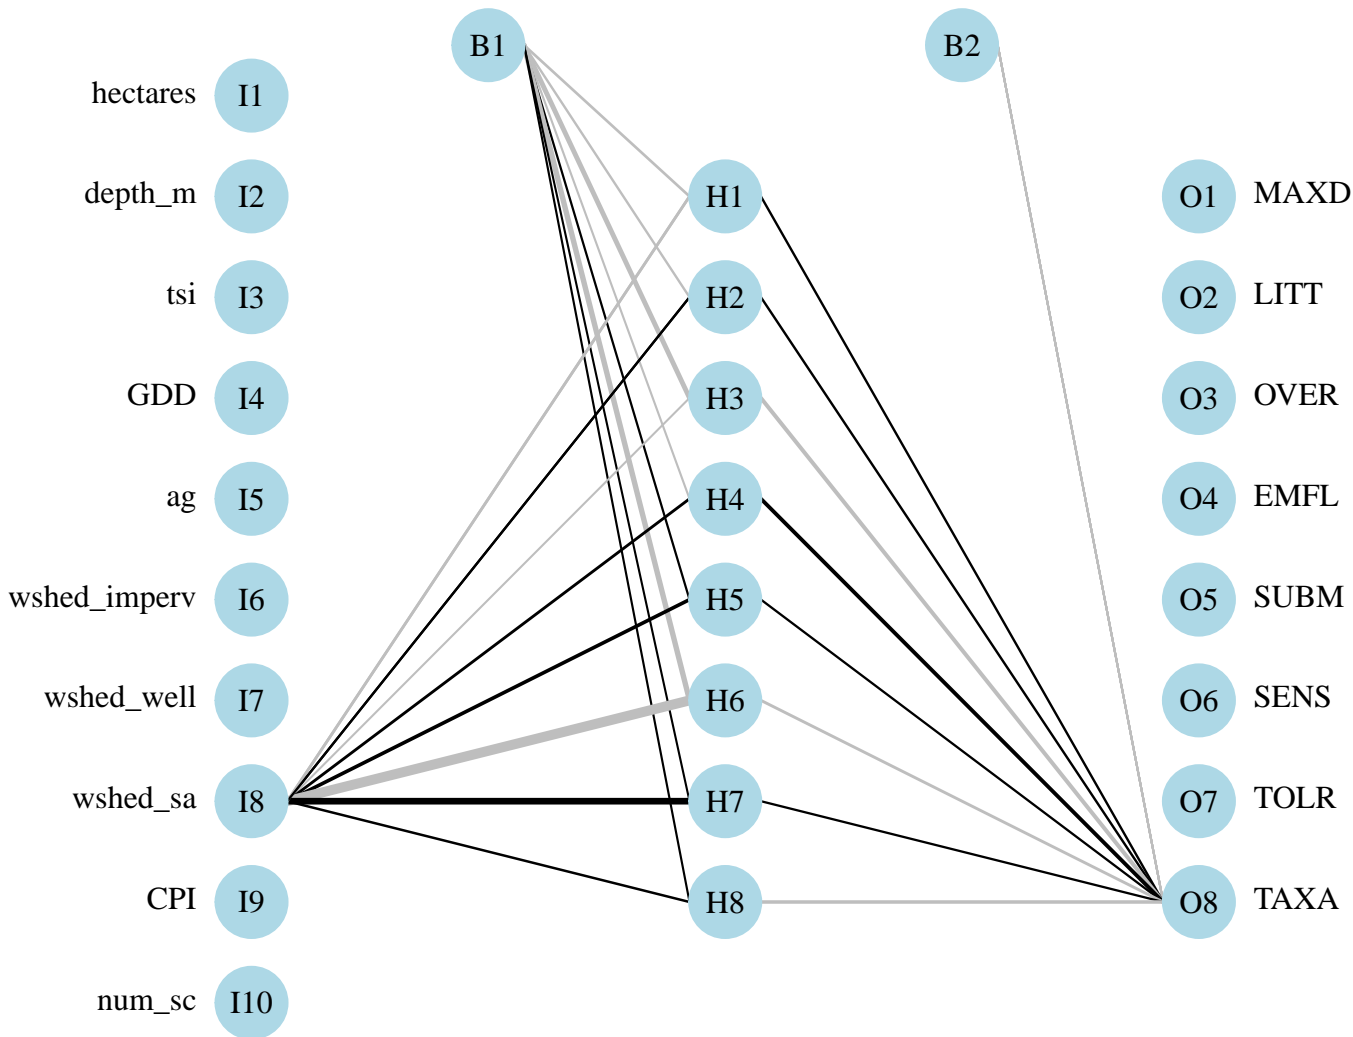 B1 B2
hectares I1
depth_m I2 H1 O1 MAXD
tsi I3 H2 O2 LITT
GDD I4 H3 O3 OVER
ag I5 H4 O4 EMFL
wshed_imperv I6 H5 O5 SUBM
wshed_well I7 H6 O6 SENS
wshed_sa I8 H7 O7 TOLR
CPI I9 H8 O8 TAXA
num_sc I10